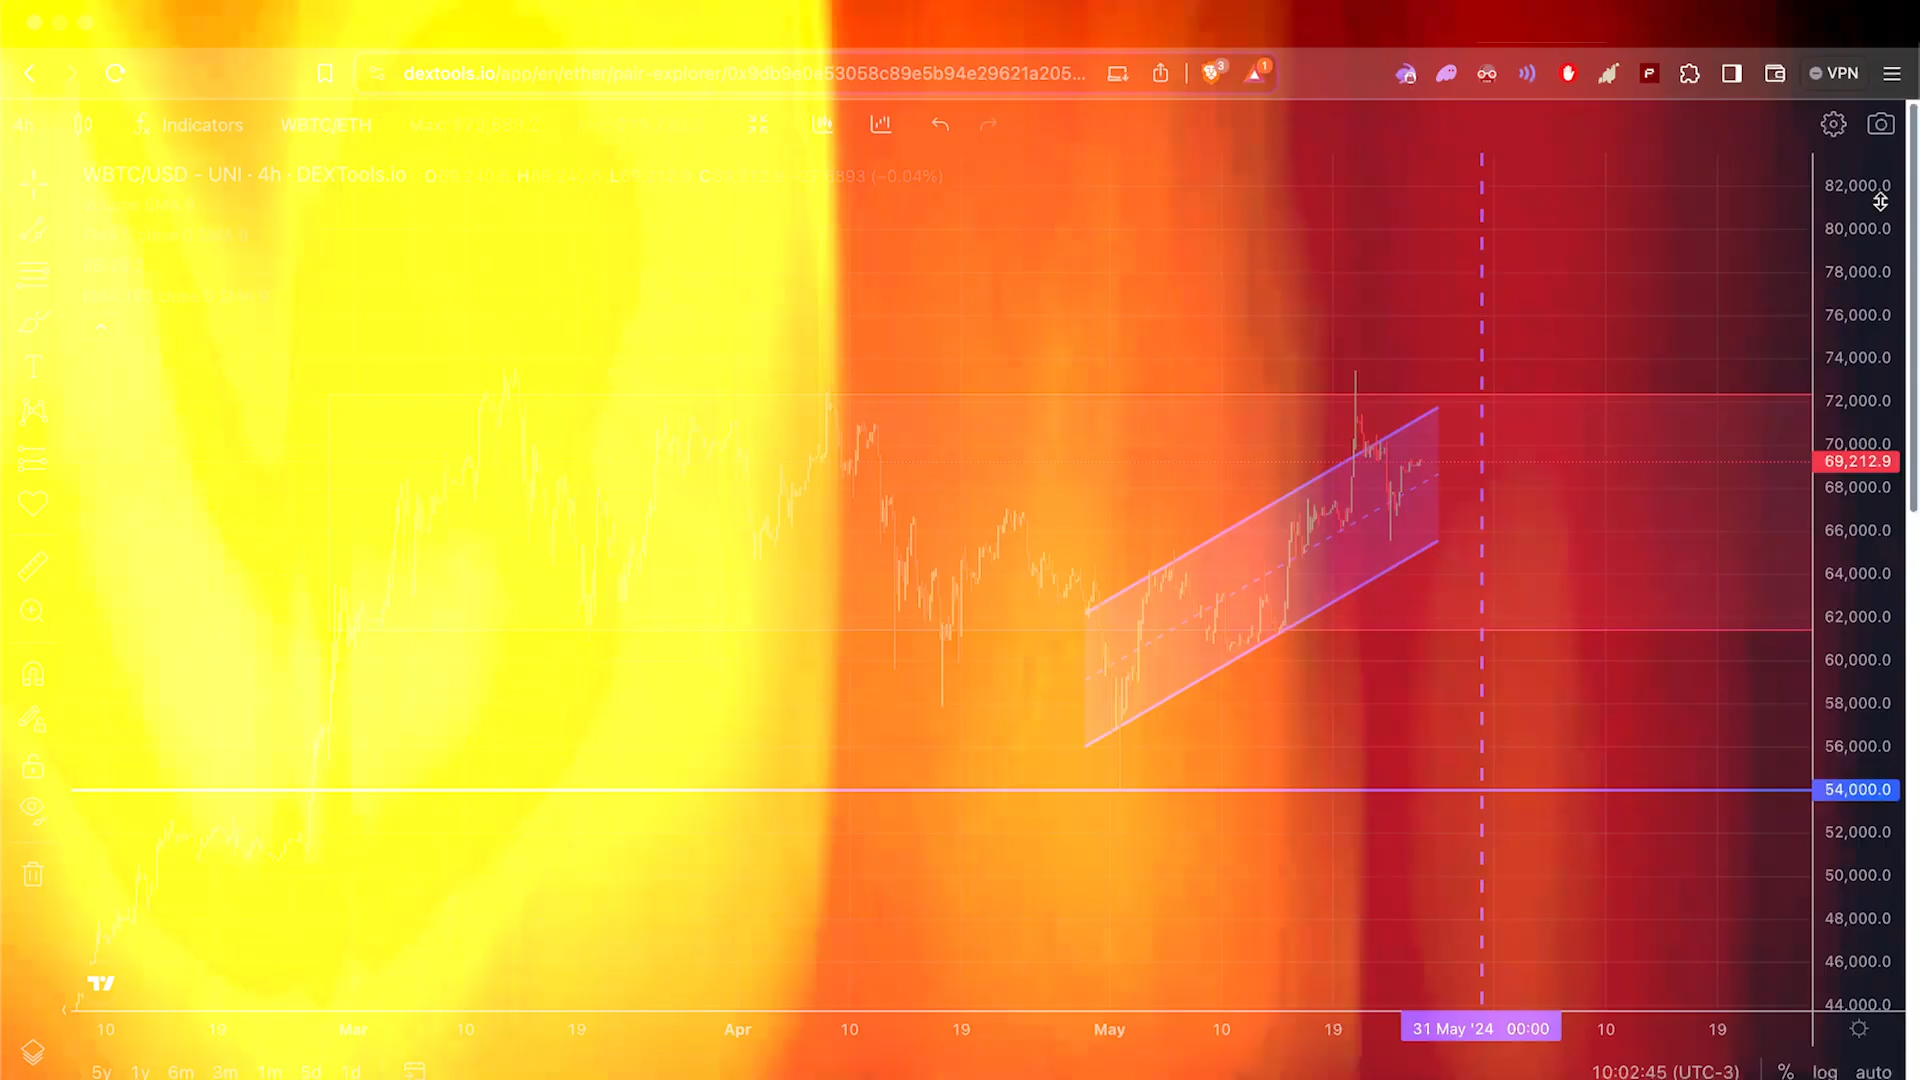 dextools.io/app/en/ether/pair-explorer/0x9db9e0e53058c89e5b94e29621a205...
3
1
VPN
4h
Indicators
WBTC/ETH
WBTC/USD - UNI · 4h · DEXTools.io
(−0.04%)
82,000.0
80,000.0
78,000.0
76,000.0
74,000.0
72,000.0
70,000.0
69,212.9
68,000.0
66,000.0
64,000.0
62,000.0
60,000.0
58,000.0
56,000.0
54,000.0
52,000.0
50,000.0
48,000.0
46,000.0
44,000.0
10 19 Mar 10 19 Apr 10 19 May 10 19 31 May '24 00:00 10 19
5y 1y 6m 3m 1m 5d 1d
10:02:45 (UTC-3) % log auto